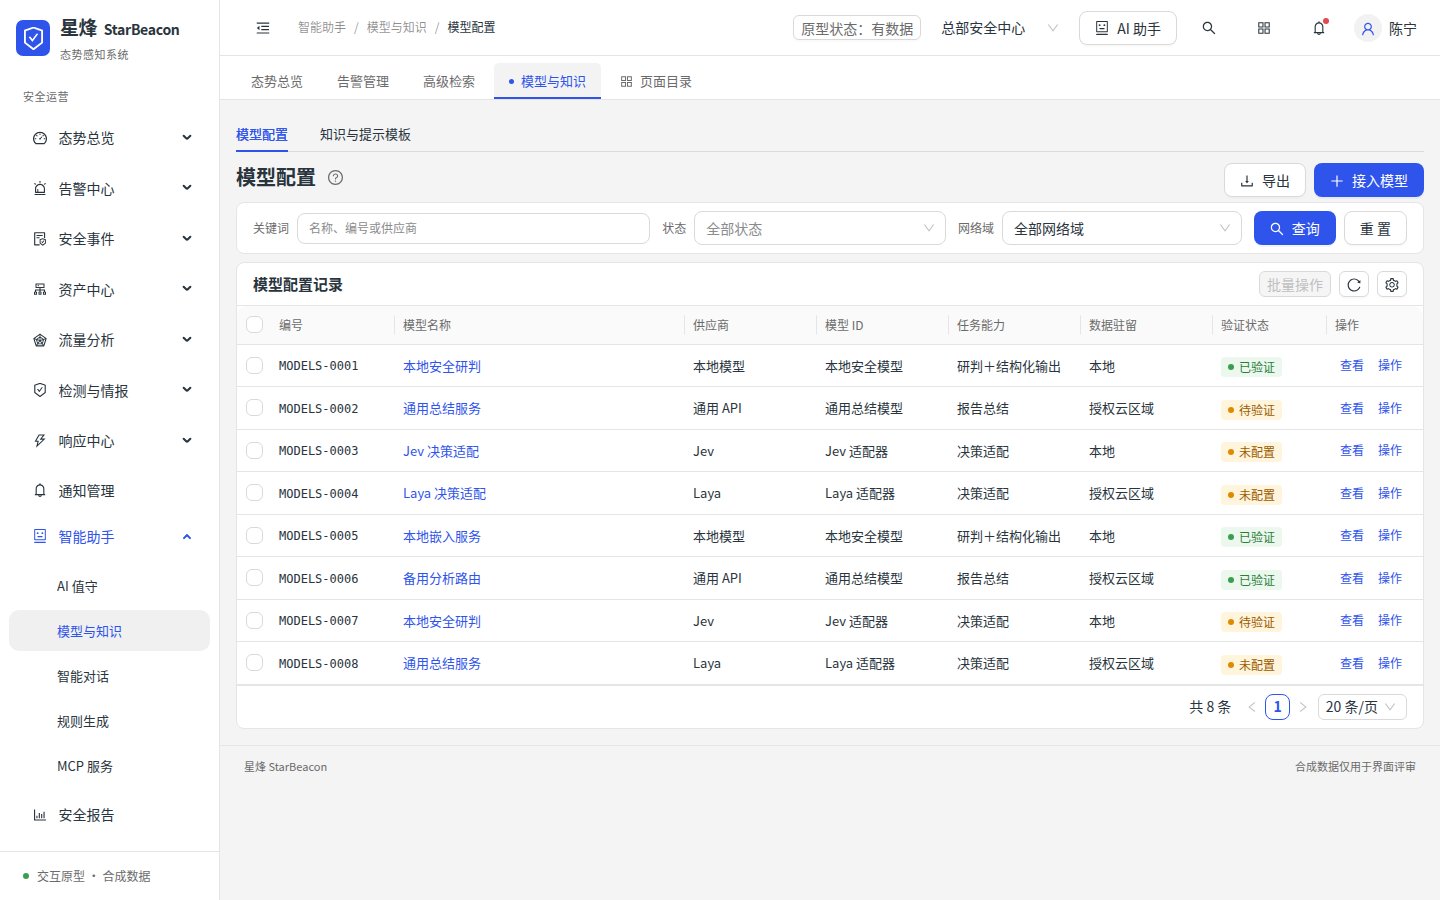 星烽 StarBeacon
态势感知系统
安全运营
态势总览
告警中心
安全事件
资产中心
流量分析
检测与情报
响应中心
通知管理
智能助手
AI 值守
模型与知识
智能对话
规则生成
MCP 服务
安全报告
交互原型 · 合成数据
智能助手 / 模型与知识 / 模型配置
原型状态：有数据
总部安全中心
AI 助手
陈宁
态势总览
告警管理
高级检索
模型与知识
页面目录
模型配置
知识与提示模板
模型配置
导出
接入模型
关键词 名称、编号或供应商 状态 全部状态 网络域 全部网络域 查询 重 置
模型配置记录
批量操作
编号 模型名称 供应商 模型 ID 任务能力 数据驻留 验证状态 操作
MODELS-0001 本地安全研判 本地模型 本地安全模型 研判＋结构化输出 本地 已验证 查看 操作
MODELS-0002 通用总结服务 通用 API 通用总结模型 报告总结 授权云区域 待验证 查看 操作
MODELS-0003 Jev 决策适配 Jev Jev 适配器 决策适配 本地 未配置 查看 操作
MODELS-0004 Laya 决策适配 Laya Laya 适配器 决策适配 授权云区域 未配置 查看 操作
MODELS-0005 本地嵌入服务 本地模型 本地安全模型 研判＋结构化输出 本地 已验证 查看 操作
MODELS-0006 备用分析路由 通用 API 通用总结模型 报告总结 授权云区域 已验证 查看 操作
MODELS-0007 本地安全研判 Jev Jev 适配器 决策适配 本地 待验证 查看 操作
MODELS-0008 通用总结服务 Laya Laya 适配器 决策适配 授权云区域 未配置 查看 操作
共 8 条 1 20 条/页
星烽 StarBeacon
合成数据仅用于界面评审